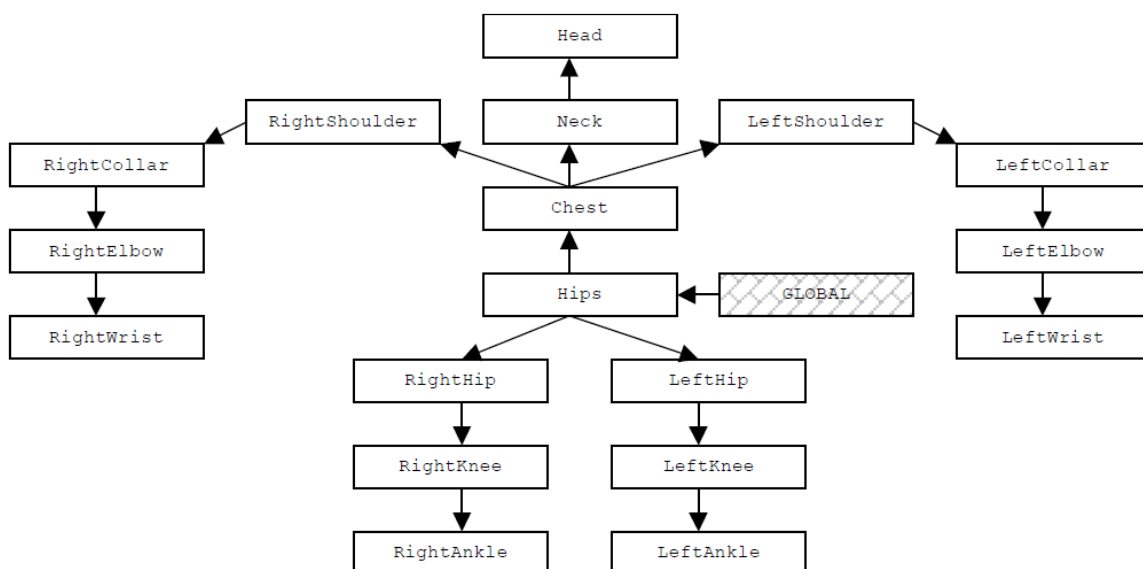 Head
RightShoulder
Neck
LeftShoulder
RightCollar
LeftCollar
Chest
RightElbow
LeftElbow
Hips
GLOBAL
RightWrist
LeftWrist
RightHip
LeftHip
RightKnee
LeftKnee
RightAnkle
LeftAnkle